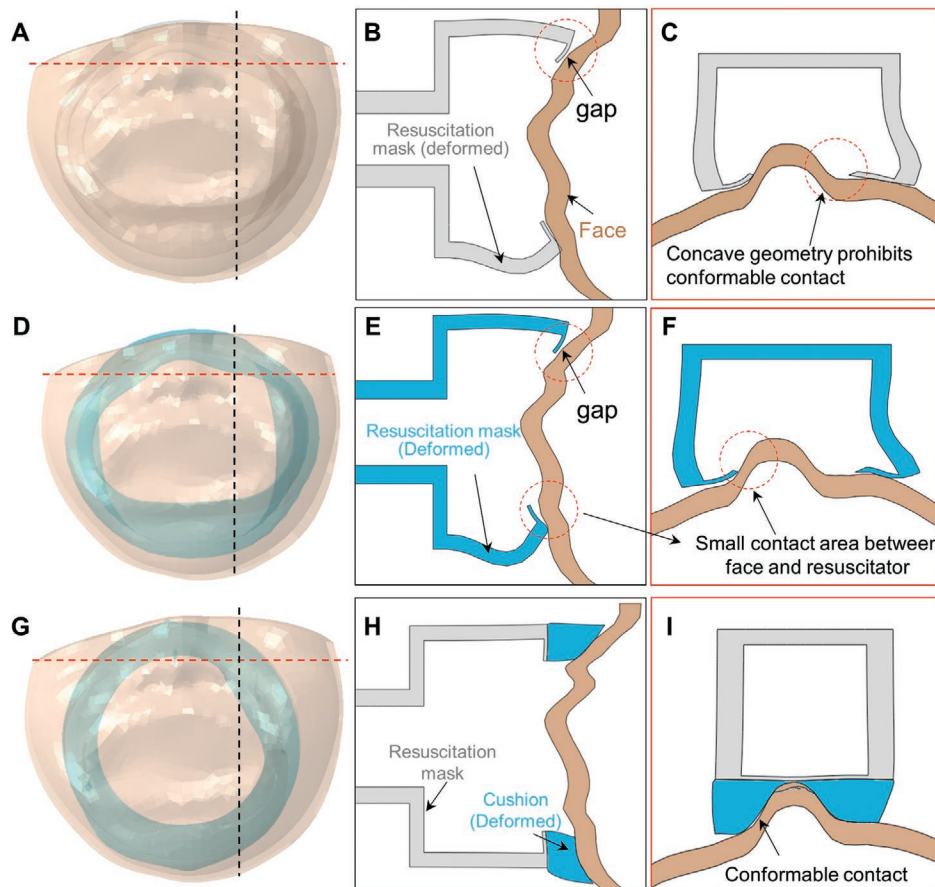 A
B
gap
Resuscitation
mask (deformed)
Face
C
Concave geometry prohibits
conformable contact
D
E
gap
Resuscitation mask
(Deformed)
F
Small contact area between
face and resuscitator
G
H
Resuscitation
mask
Cushion
(Deformed)
I
Conformable contact